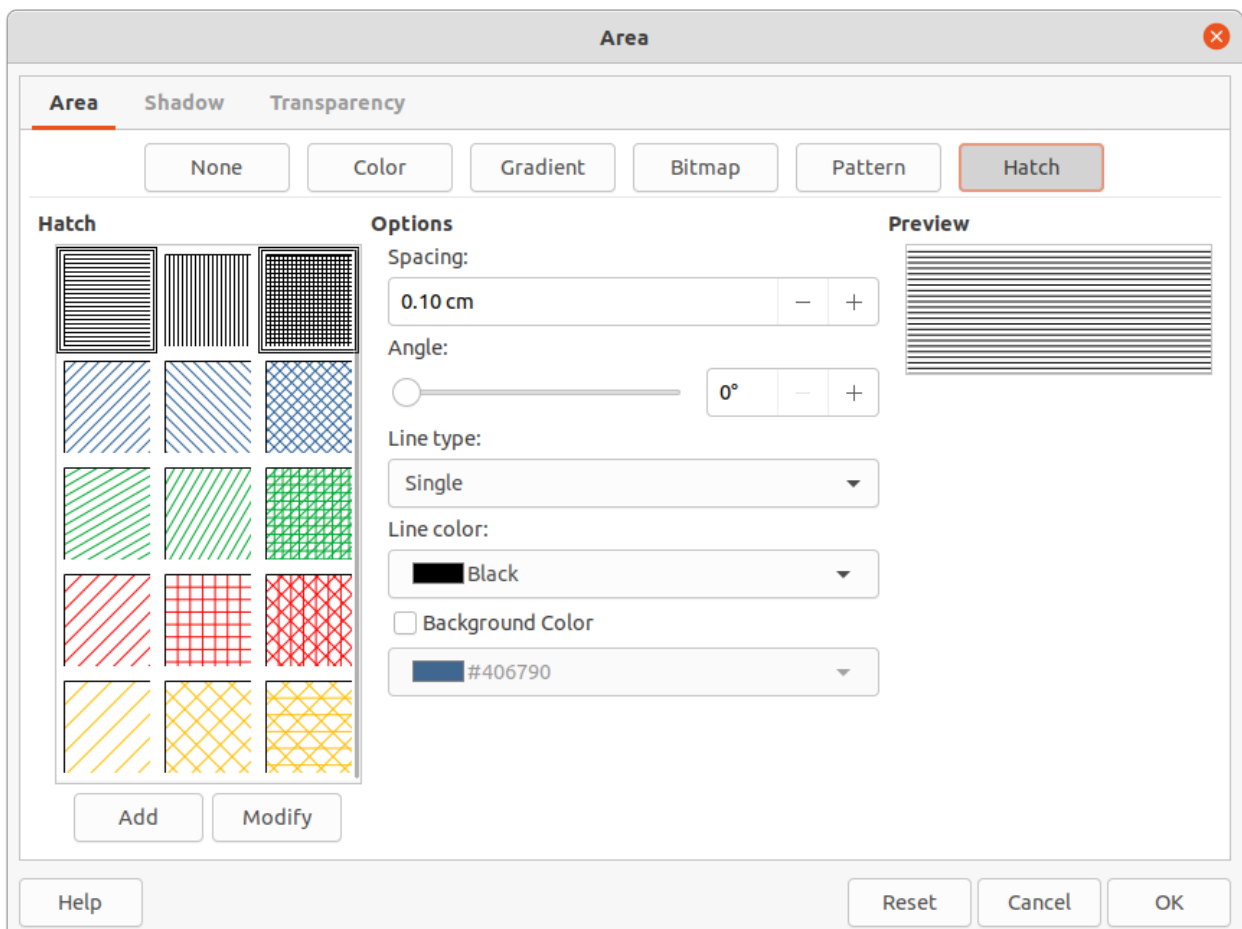 Area
Area Shadow Transparency
None Color Gradient Bitmap Pattern Hatch
Hatch Options Preview
Spacing:
0.10 cm
Angle:
0°
Line type:
Single
Line color:
Black
Background Color
#406790
Add Modify
Help Reset Cancel OK